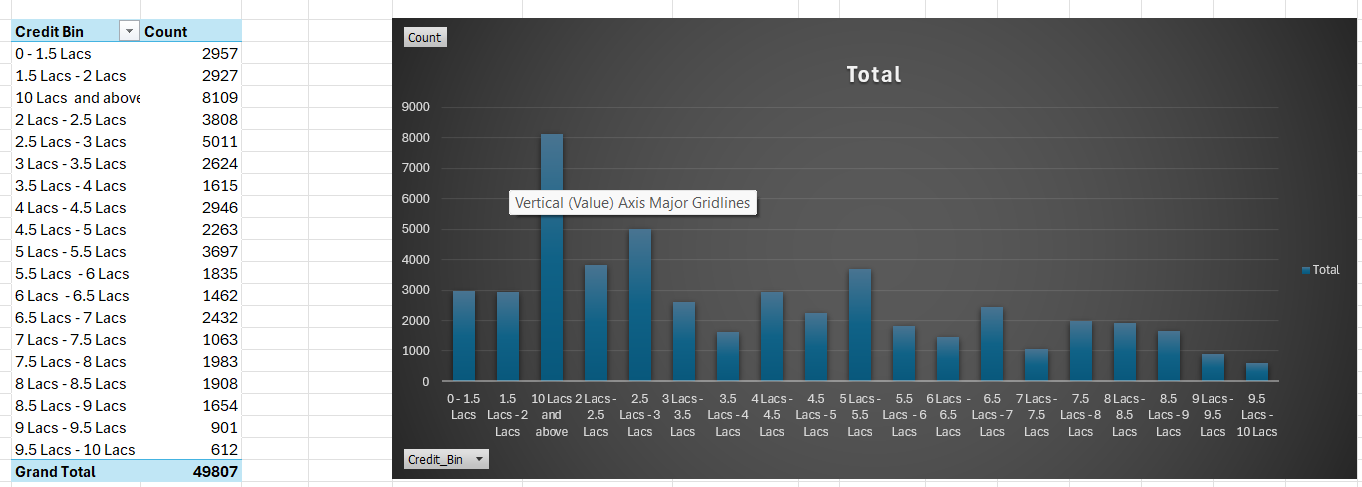 Credit Bin Count
0 - 1.5 Lacs 2957
1.5 Lacs - 2 Lacs 2927
10 Lacs  and above 8109
2 Lacs - 2.5 Lacs 3808
2.5 Lacs - 3 Lacs 5011
3 Lacs - 3.5 Lacs 2624
3.5 Lacs - 4 Lacs 1615
4 Lacs - 4.5 Lacs 2946
4.5 Lacs - 5 Lacs 2263
5 Lacs - 5.5 Lacs 3697
5.5 Lacs  - 6 Lacs 1835
6 Lacs  - 6.5 Lacs 1462
6.5 Lacs - 7 Lacs 2432
7 Lacs - 7.5 Lacs 1063
7.5 Lacs - 8 Lacs 1983
8 Lacs - 8.5 Lacs 1908
8.5 Lacs - 9 Lacs 1654
9 Lacs - 9.5 Lacs 901
9.5 Lacs - 10 Lacs 612
Grand Total 49807
Count
Total
9000
8000
7000
6000
Vertical (Value) Axis Major Gridlines
5000
4000
3000
2000
1000
0
Total
0 - 1.5 Lacs
1.5 Lacs - 2 Lacs
10 Lacs and above
2 Lacs - 2.5 Lacs
2.5 Lacs - 3 Lacs
3 Lacs - 3.5 Lacs
3.5 Lacs - 4 Lacs
4 Lacs - 4.5 Lacs
4.5 Lacs - 5 Lacs
5 Lacs - 5.5 Lacs
5.5 Lacs - 6 Lacs
6 Lacs - 6.5 Lacs
6.5 Lacs - 7 Lacs
7 Lacs - 7.5 Lacs
7.5 Lacs - 8 Lacs
8 Lacs - 8.5 Lacs
8.5 Lacs - 9 Lacs
9 Lacs - 9.5 Lacs
9.5 Lacs - 10 Lacs
Credit_Bin